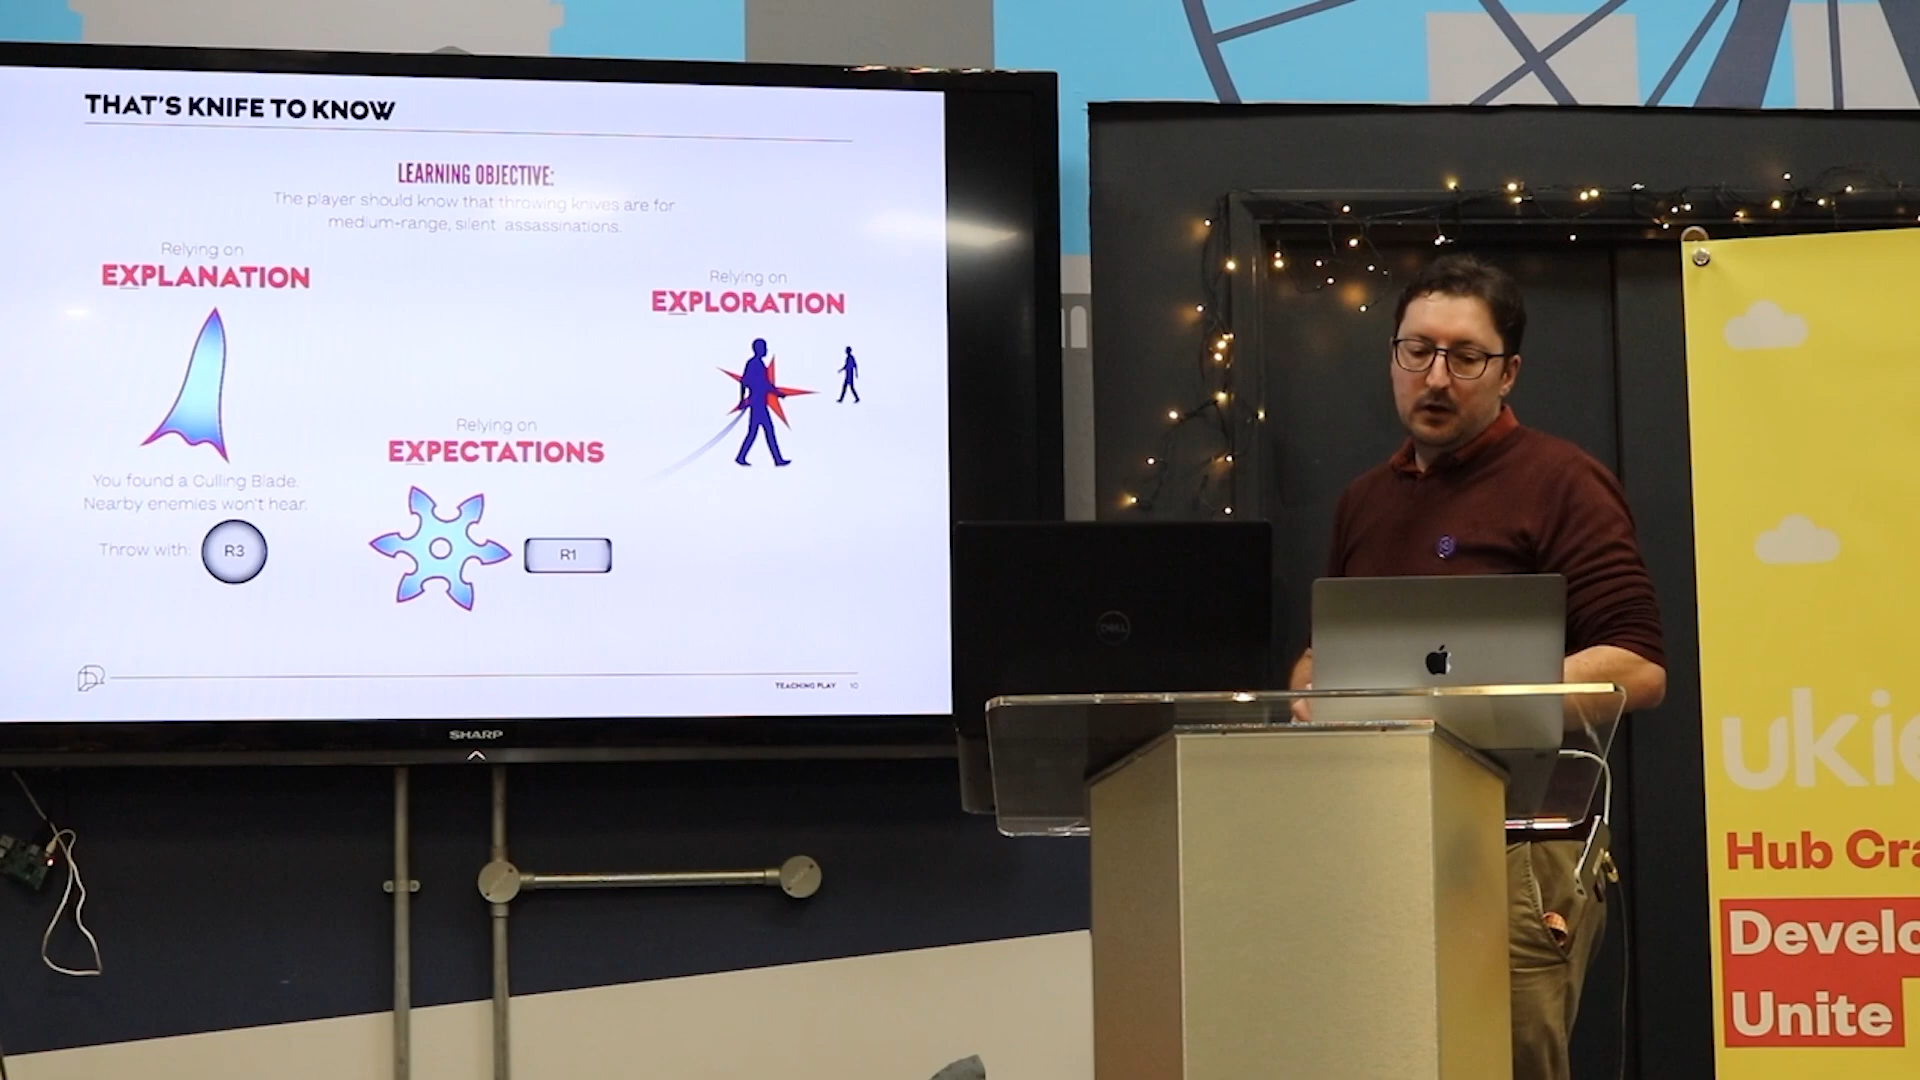 THAT'S KNIFE TO KNOW
LEARNING OBJECTIVE:
The player should know that throwing knives are for
medium-range, silent assassinations.
Relying on
EXPLANATION
You found a Culling Blade.
Nearby enemies won't hear.
Throw with: R3
Relying on
EXPECTATIONS
R1
Relying on
EXPLORATION
TEACHING PLAY 10
SHARP
DELL
ukie
Hub Cra
Develo
Unite